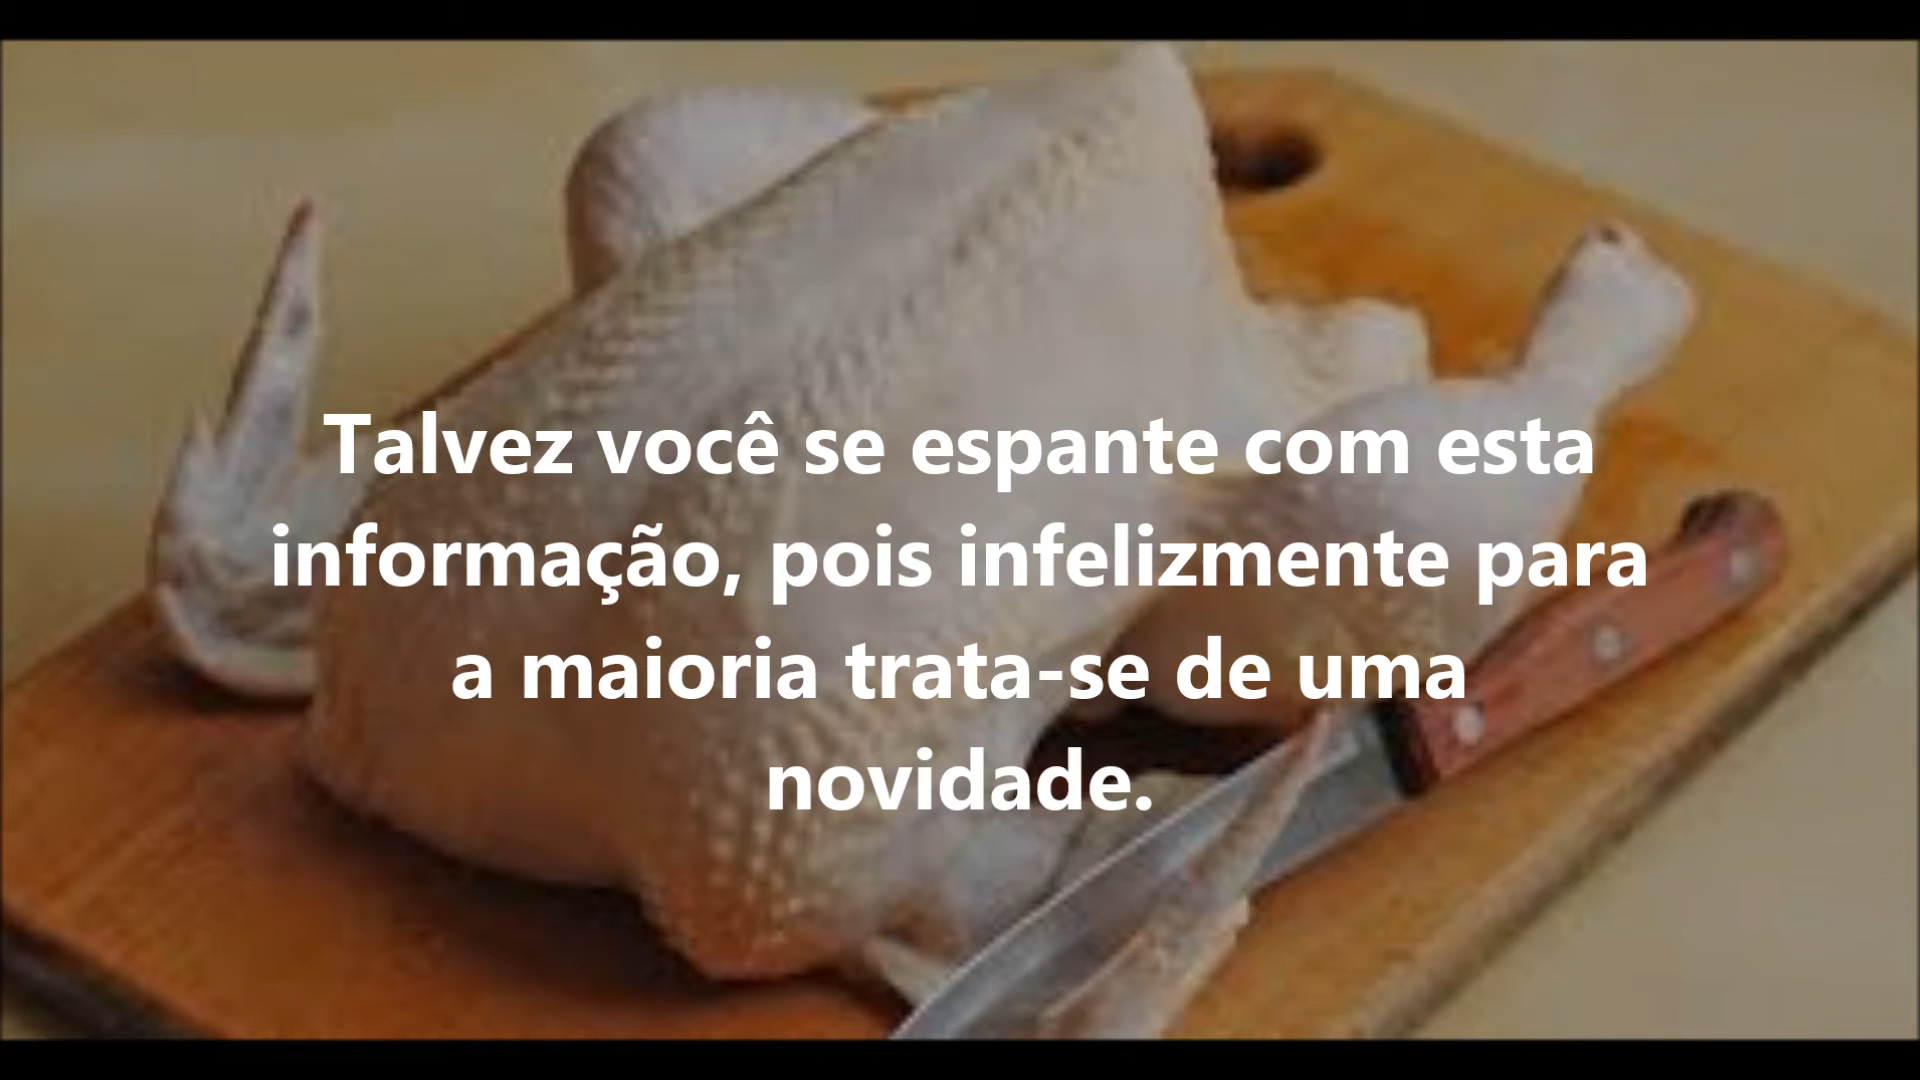 Talvez você se espante com esta
informação, pois infelizmente para
a maioria trata-se de uma
novidade.